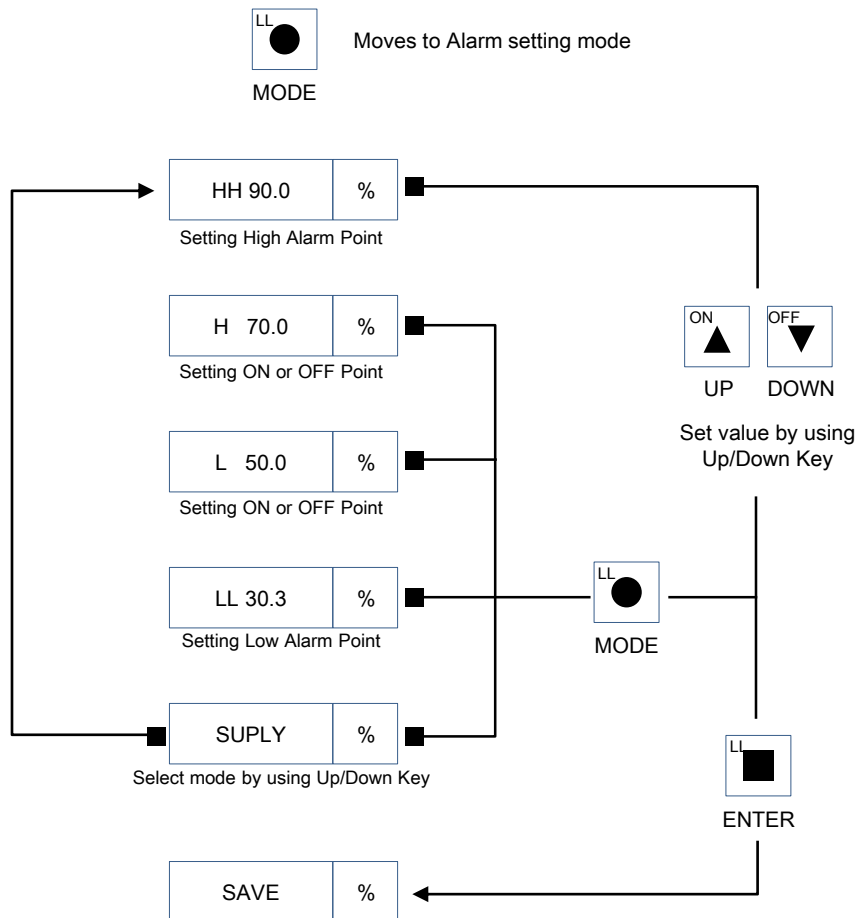 LL
Moves to Alarm setting mode
MODE
HH 90.0 %
Setting High Alarm Point
H 70.0 %
Setting ON or OFF Point
ON OFF
UP DOWN
Set value by using
Up/Down Key
L 50.0 %
Setting ON or OFF Point
LL 30.3 %
Setting Low Alarm Point
LL
MODE
SUPLY %
Select mode by using Up/Down Key
LL
ENTER
SAVE %